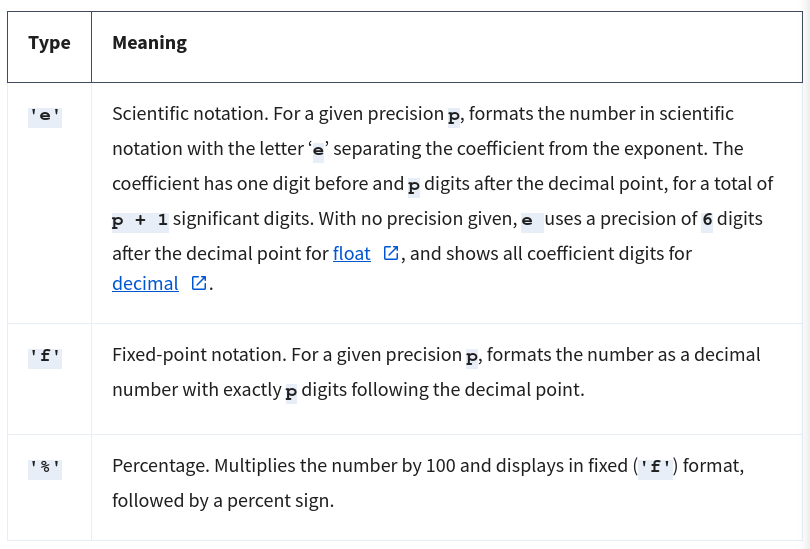 Type Meaning
'e' Scientific notation. For a given precision p, formats the number in scientific
notation with the letter ‘e’ separating the coefficient from the exponent. The
coefficient has one digit before and p digits after the decimal point, for a total of
p + 1 significant digits. With no precision given, e uses a precision of 6 digits
after the decimal point for float, and shows all coefficient digits for
decimal.
'f' Fixed-point notation. For a given precision p, formats the number as a decimal
number with exactly p digits following the decimal point.
'%' Percentage. Multiplies the number by 100 and displays in fixed ('f') format,
followed by a percent sign.